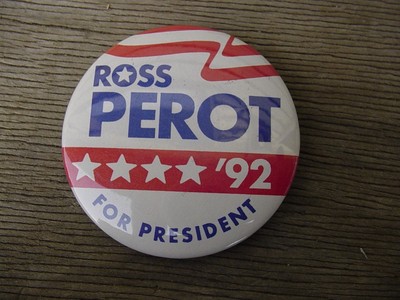 ROSS
PEROT
'92
FOR PRESIDENT